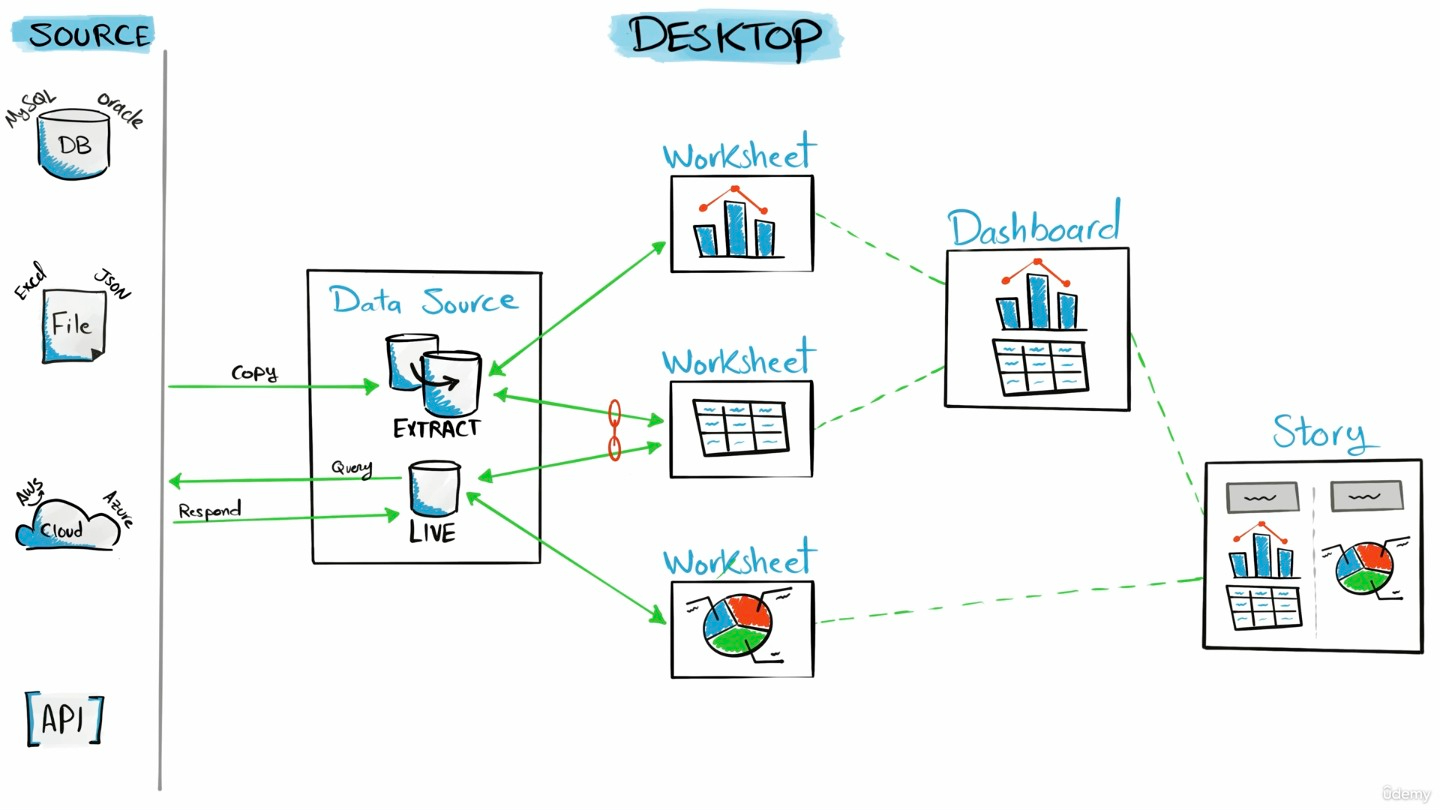 SOURCE
DESKTOP
MySQL
Oracle
DB
Excel
JSON
File
AWS
Azure
Cloud
[API]
Copy
Query
Respond
Data Source
EXTRACT
LIVE
Worksheet
Worksheet
Worksheet
Dashboard
Story
ûdemy